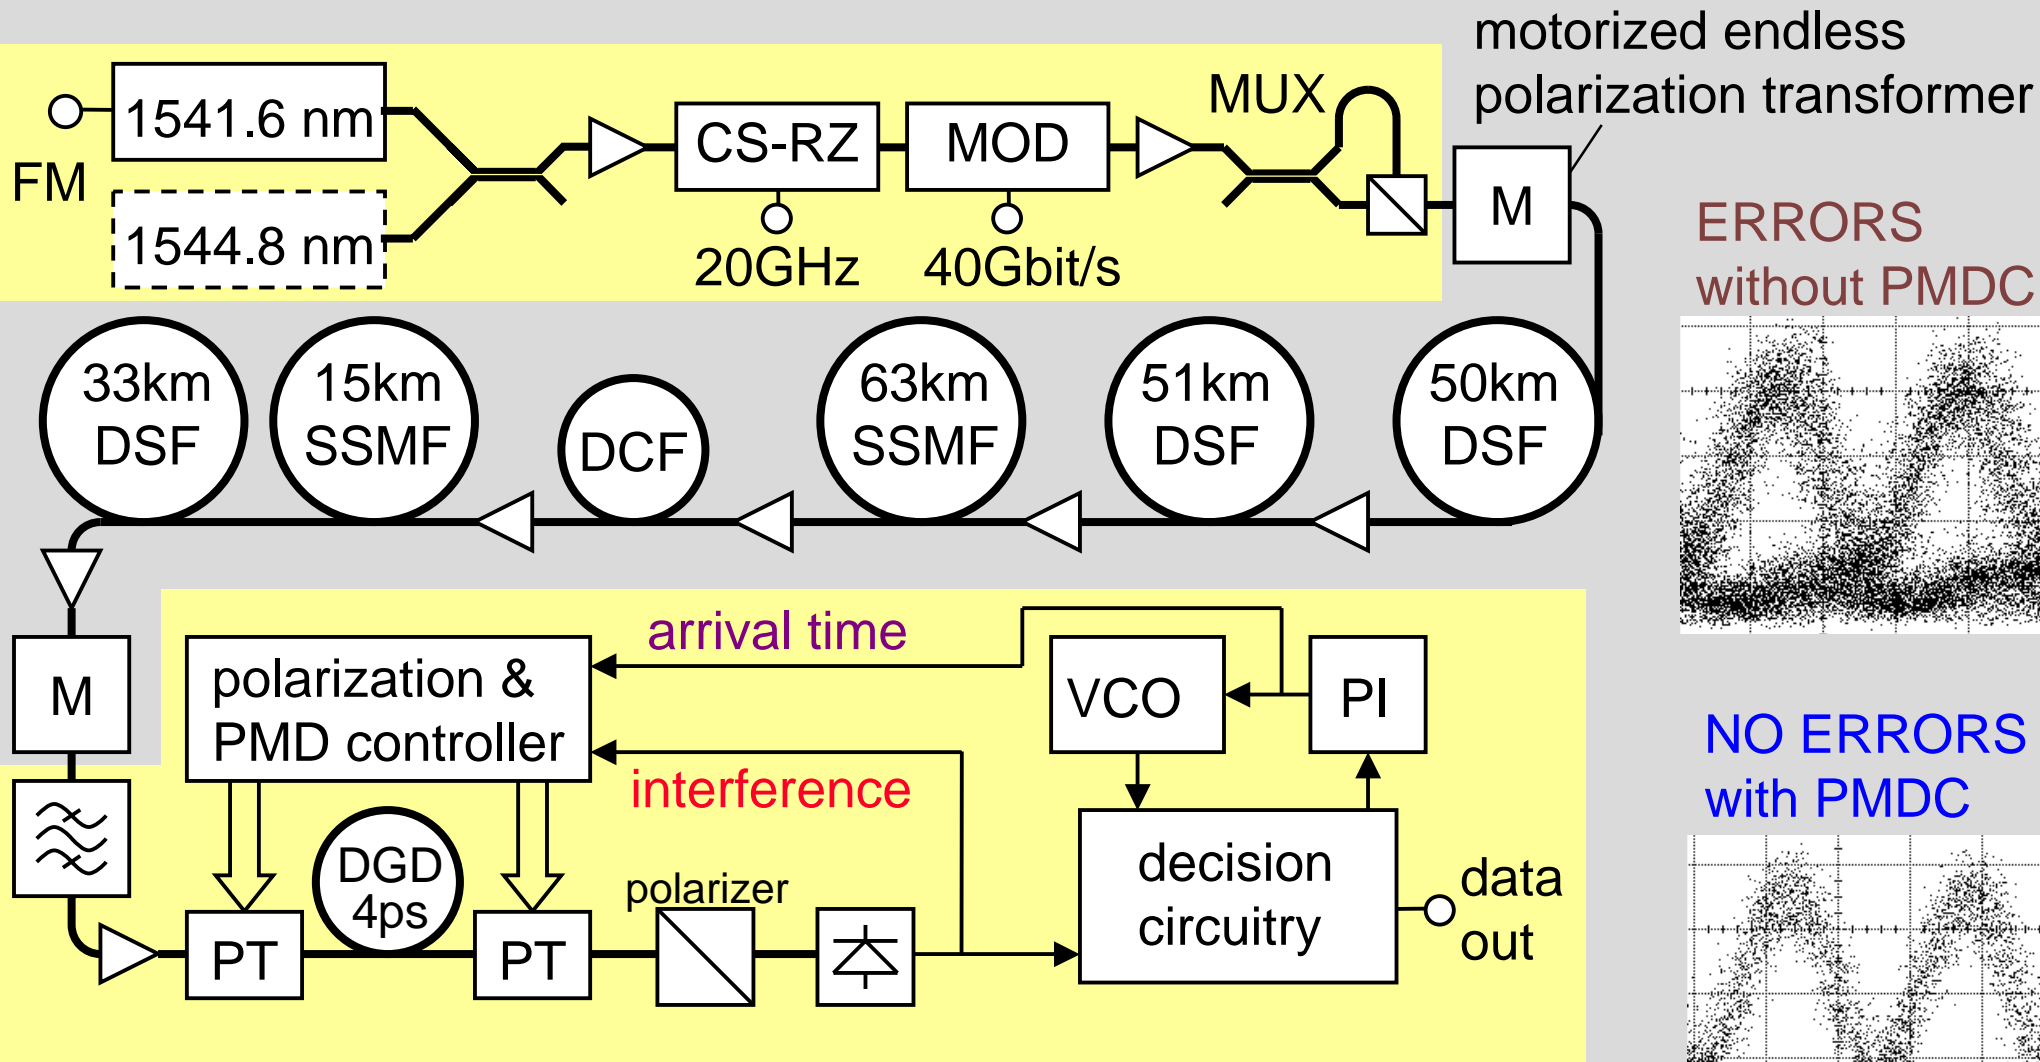 motorized endless
polarization transformer
1541.6 nm
FM
1544.8 nm
CS-RZ
MOD
MUX
20GHz
40Gbit/s
M
ERRORS
without PMDC
33km
DSF
15km
SSMF
DCF
63km
SSMF
51km
DSF
50km
DSF
M
polarization &
PMD controller
arrival time
interference
VCO
PI
NO ERRORS
with PMDC
DGD
4ps
PT
PT
polarizer
decision
circuitry
data
out